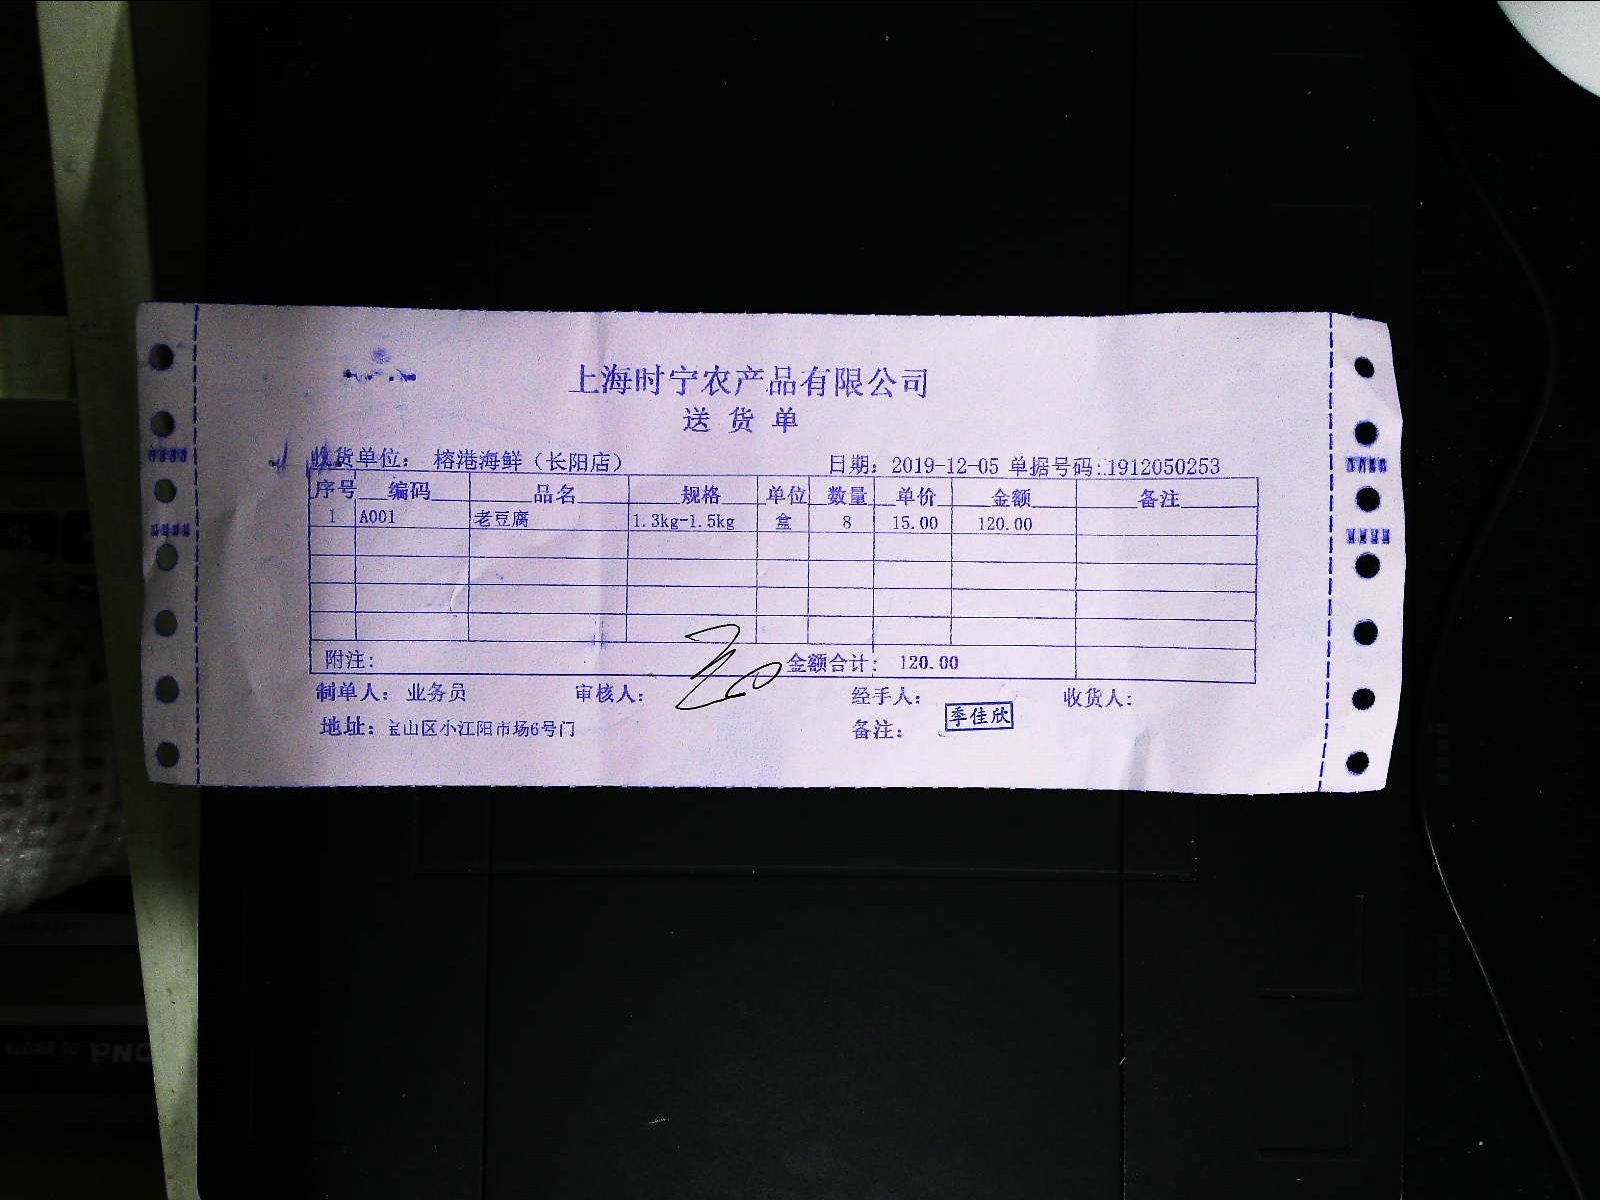 上海时宁农产品有限公司
送 货 单
收货单位： 榕港海鲜（长阳店） 日期：2019-12-05 单据号码:1912050253
序号 编码 品名 规格 单位 数量 单价 金额 备注
1 A001 老豆腐 1.3kg-1.5kg 盒 8 15.00 120.00
附注： 金额合计： 120.00
制单人： 业务员 审核人： 经手人： 收货人：
季佳欣
地址： 宝山区小江阳市场6号门 备注：